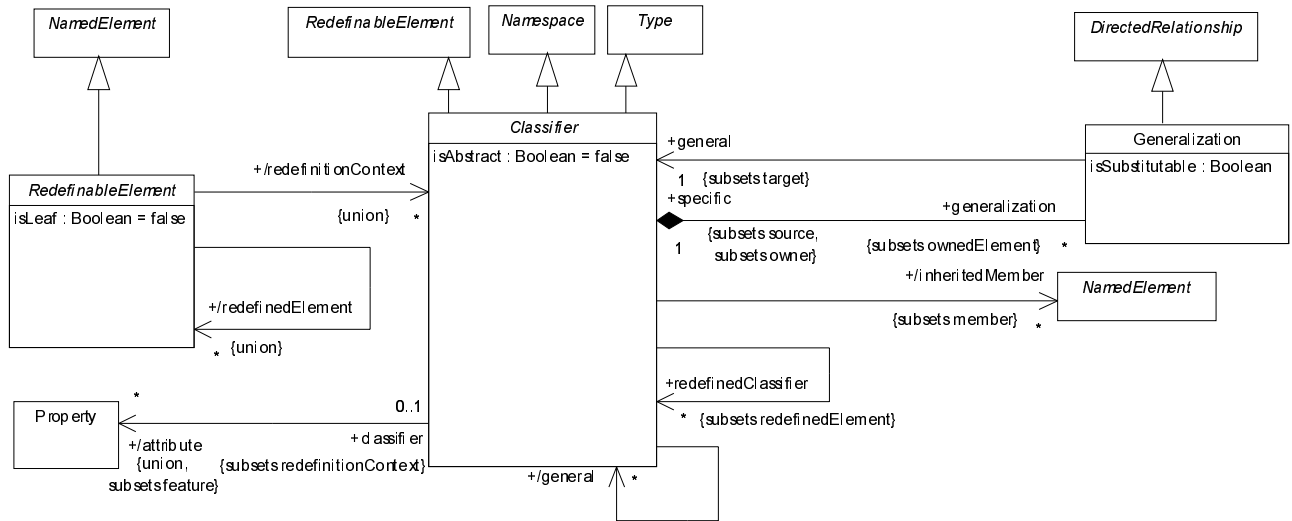 NamedElement
RedefinableElement
Namespace
Type
DirectedRelationship
Classifier
isAbstract : Boolean = false
Generalization
isSubstitutable : Boolean
RedefinableElement
isLeaf : Boolean = false
+/redefinitionContext
{union}
*
+/redefinedElement
*
{union}
+general
1
{subsets target}
+specific
1
{subsets source,
subsets owner}
+generalization
{subsets ownedElement}
*
+/inheritedMember
{subsets member}
*
NamedElement
+redefinedClassifier
*
{subsets redefinedElement}
Property
*
+/attribute
{union,
subsets feature}
0..1
+classifier
{subsets redefinitionContext}
+/general
*